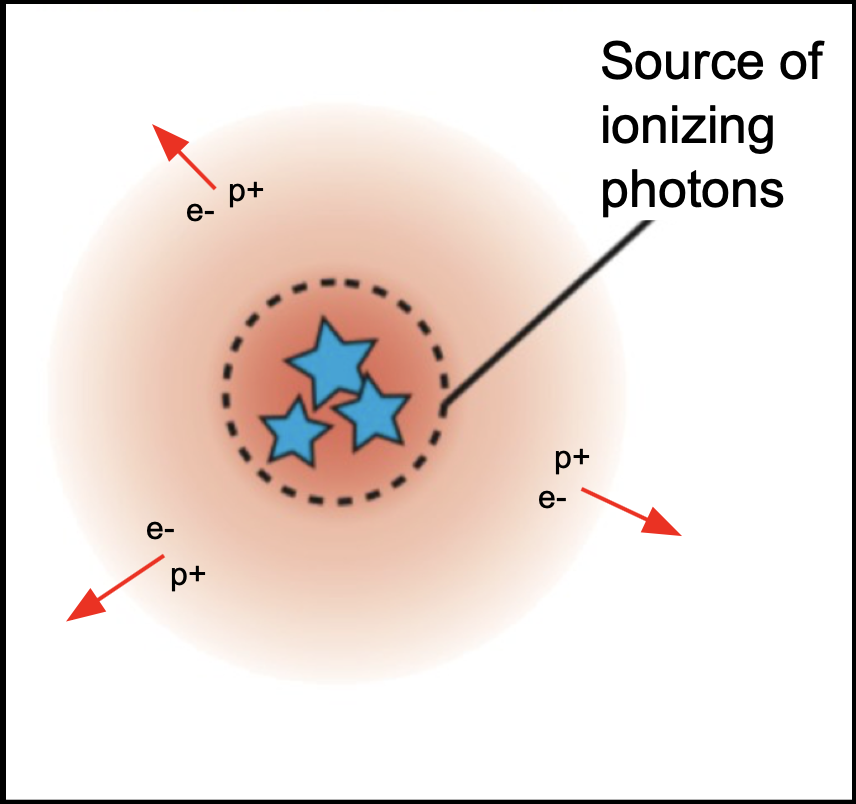 Source of
ionizing
photons
p+
e-
p+
e-
e-
p+